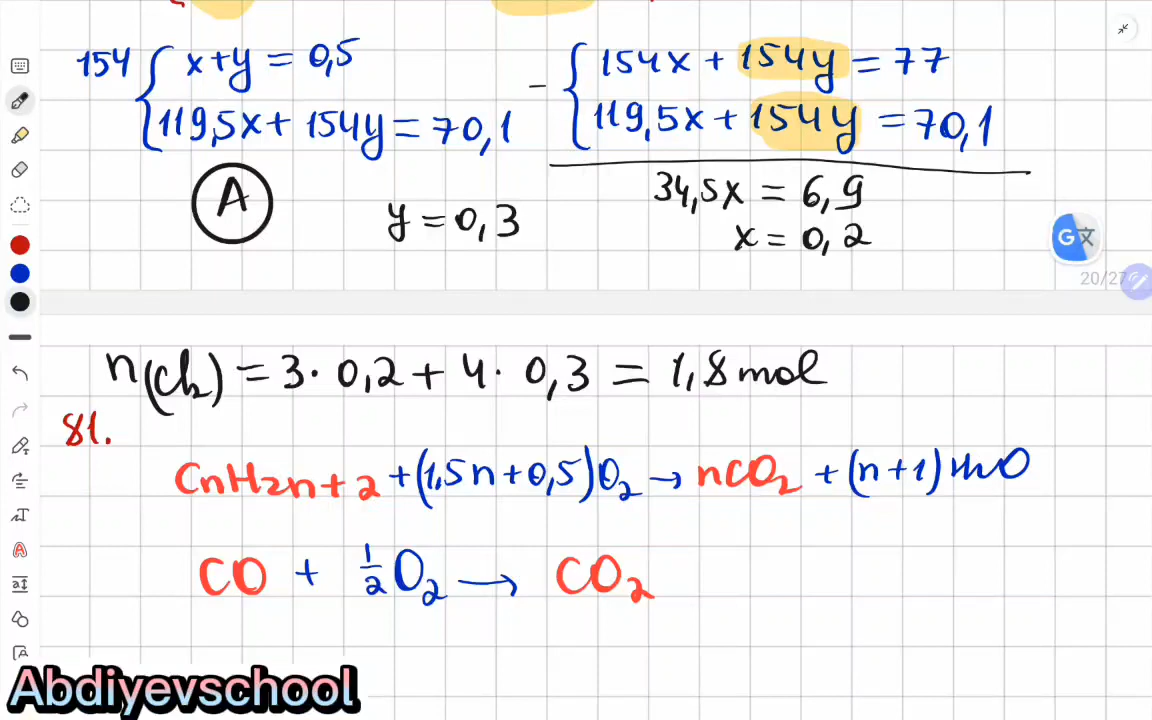 154 { x+y = 0,5
119,5x + 154y = 70,1
- { 154x + 154y = 77
119,5x + 154y = 70,1
34,5x = 6,9
x = 0,2
A
y = 0,3
20/27
n(Cl₂) = 3· 0,2 + 4· 0,3 = 1,8 mol
81.
CnH2n+2 + (1,5n+0,5)O₂ → nCO₂ + (n+1)H2O
CO + 1/2 O₂ → CO₂
Abdiyevschool